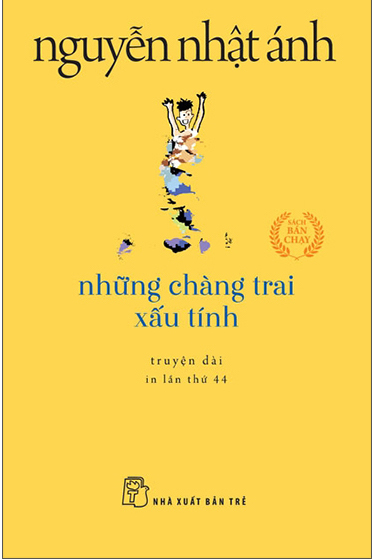 nguyễn nhật ánh
SÁCH
BÁN
CHẠY
những chàng trai
xấu tính
truyện dài
in lần thứ 44
NHÀ XUẤT BẢN TRẺ